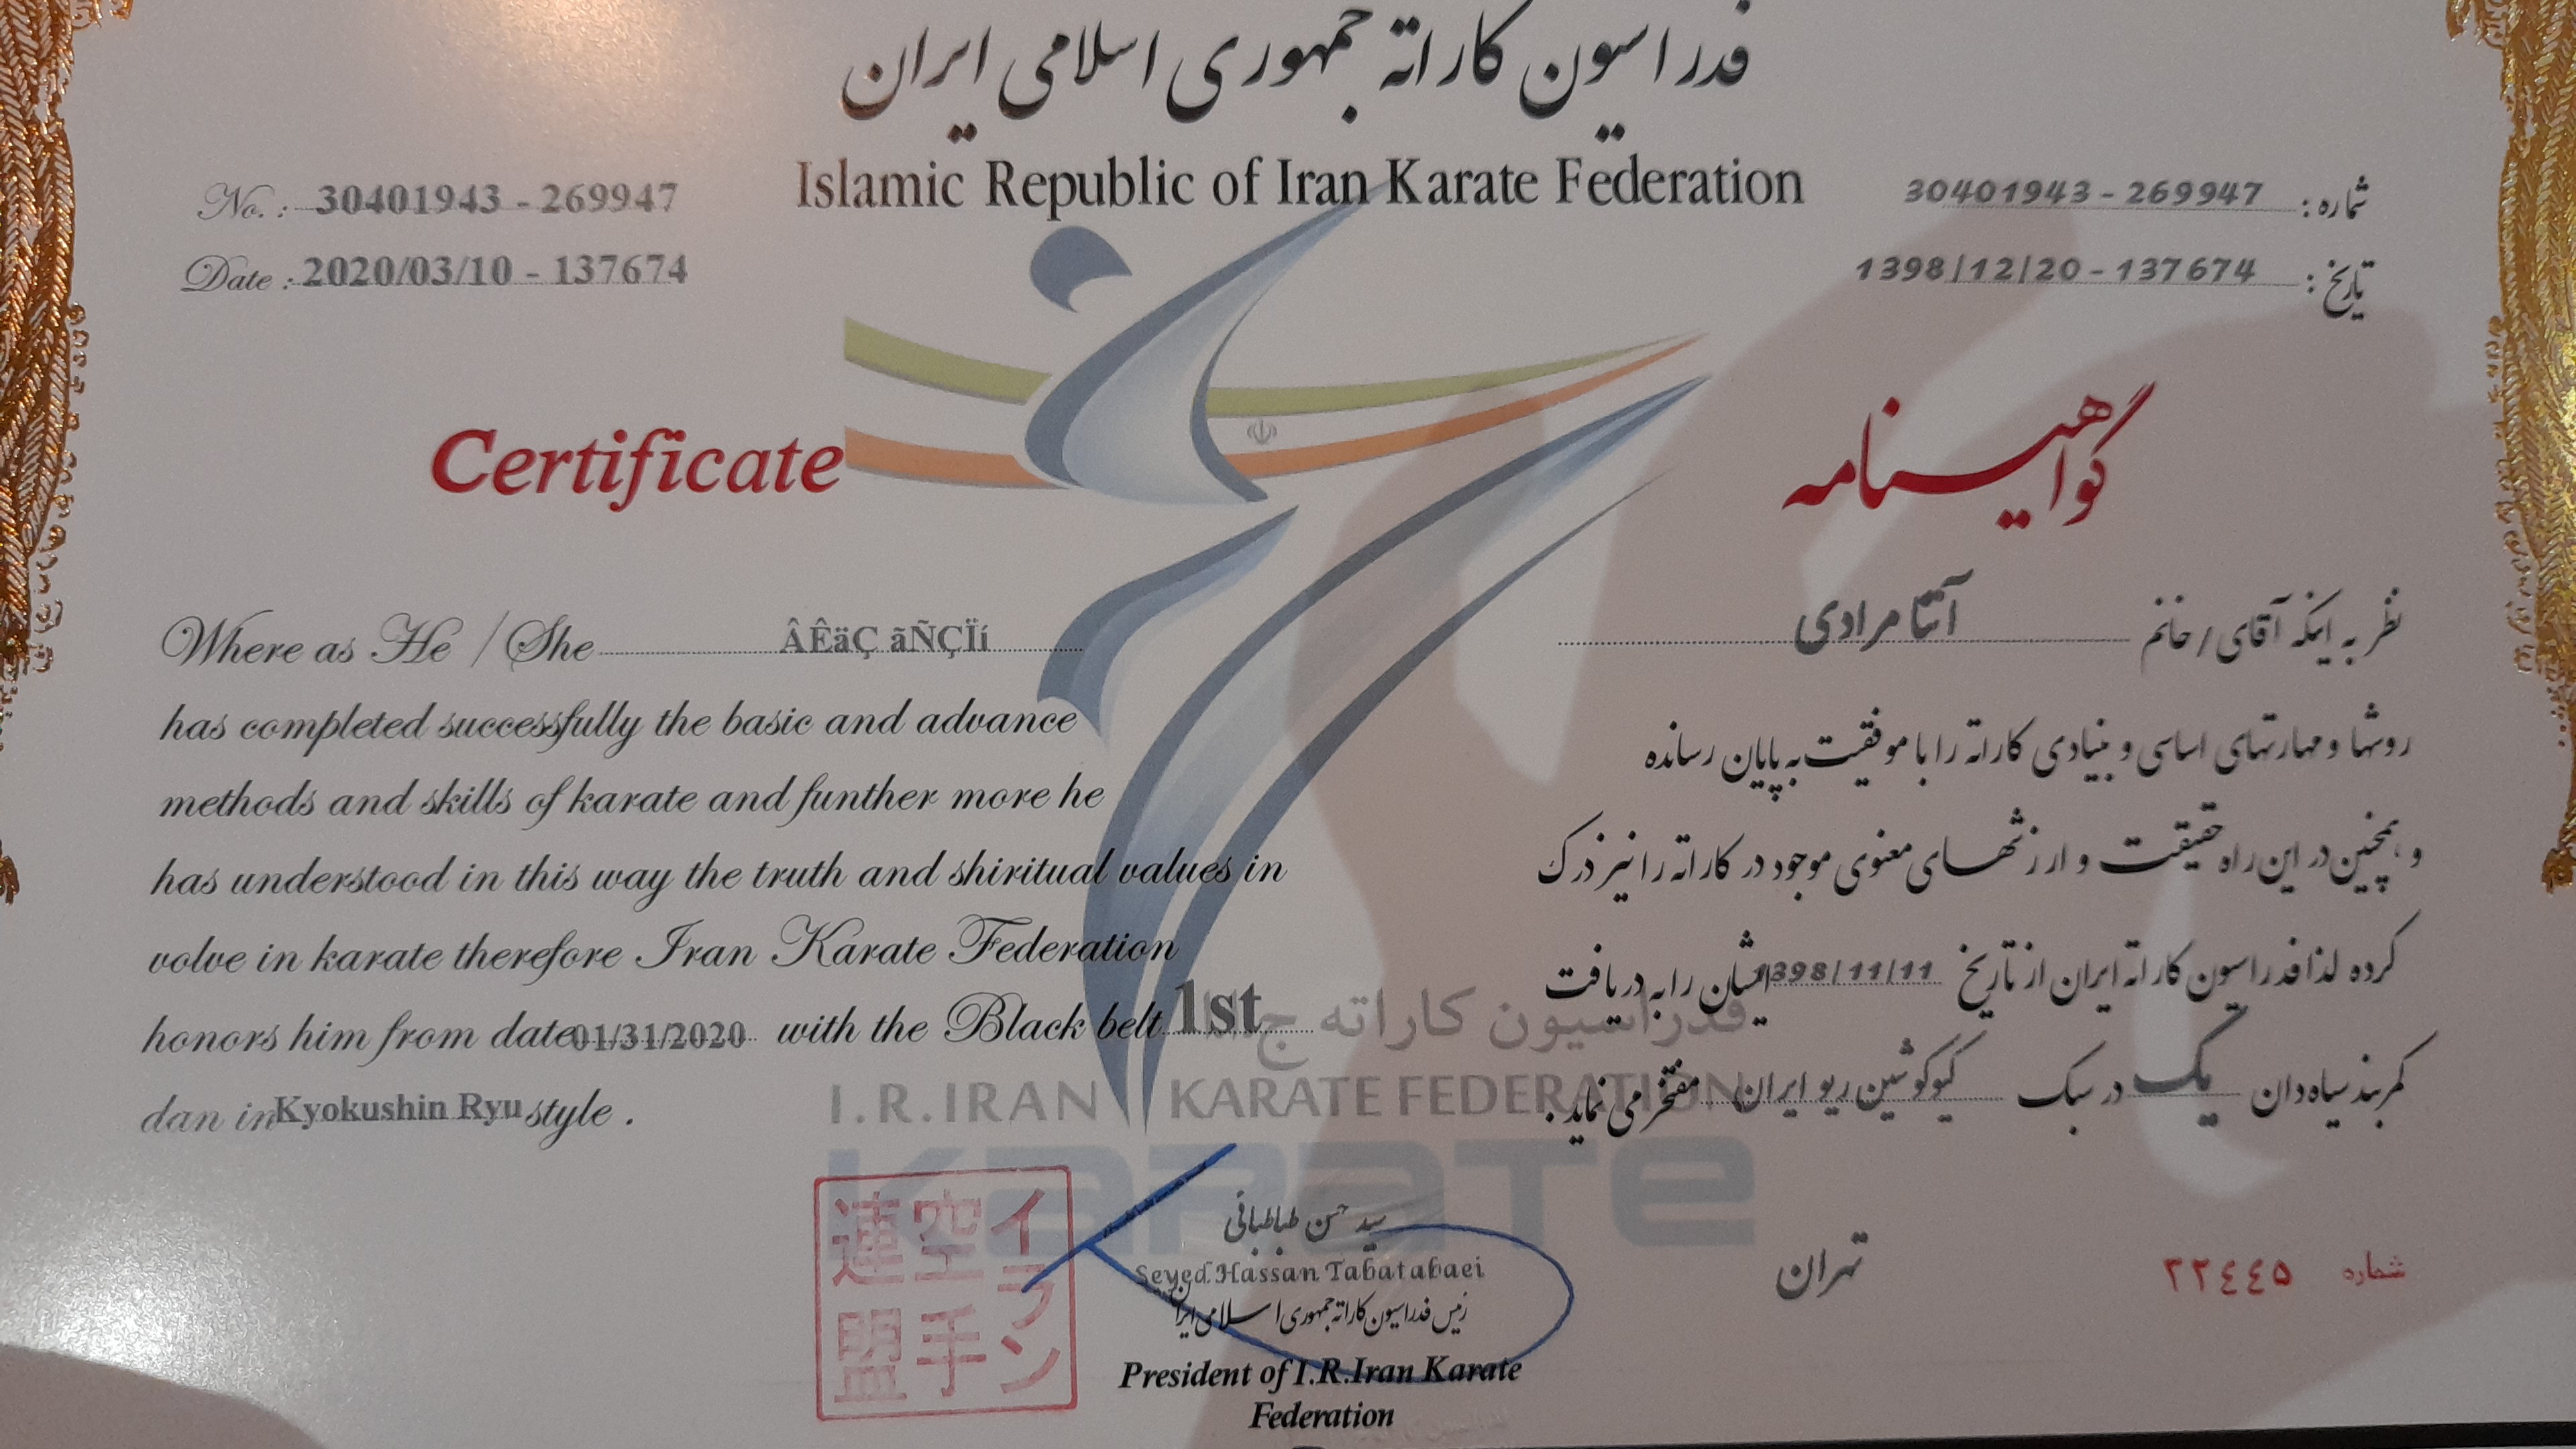 فدراسیون کاراته جمهوری اسلامی ایران
Islamic Republic of Iran Karate Federation
No. : 30401943 - 269947
Date : 2020/03/10 - 137674
شماره : 30401943 - 269947
تاریخ : 1398/12/20 - 137674
Certificate
Where as He / She ÂÊäÇ ãÑÇÏí
has completed successfully the basic and advance
methods and skills of karate and funther more he
has understood in this way the truth and shiritual values in
volve in karate therefore Iran Karate Federation
honors him from date 01/31/2020 with the Black belt 1st
dan in Kyokushin Ryu style .
گواهینامه
نظر به اینکه آقای / خانم آتنا مرادی
روشها و مهارتهای اساسی و بنیادی کاراته را با موفقیت به پایان رسانده
و همچنین در این راه حقیقت و ارزشهای معنوی موجود در کاراته را نیز درک
کرده لذا فدراسیون کاراته ایران از تاریخ 1398/11/11 ایشان را به دریافت
کمربند سیاه دان یک در سبک کیوکوشین ریو ایران مفتخر می نماید .
فدراسیون کاراته ج
I.R.IRAN KARATE FEDERATION
KARATE
イラン
空手
連盟
سید حسن طباطبائی
Seyed Hassan Tabatabaei
رئیس فدراسیون کاراته جمهوری اسلامی ایران
President of I.R.Iran Karate
Federation
تهران
شماره ٢٢٤٤٥